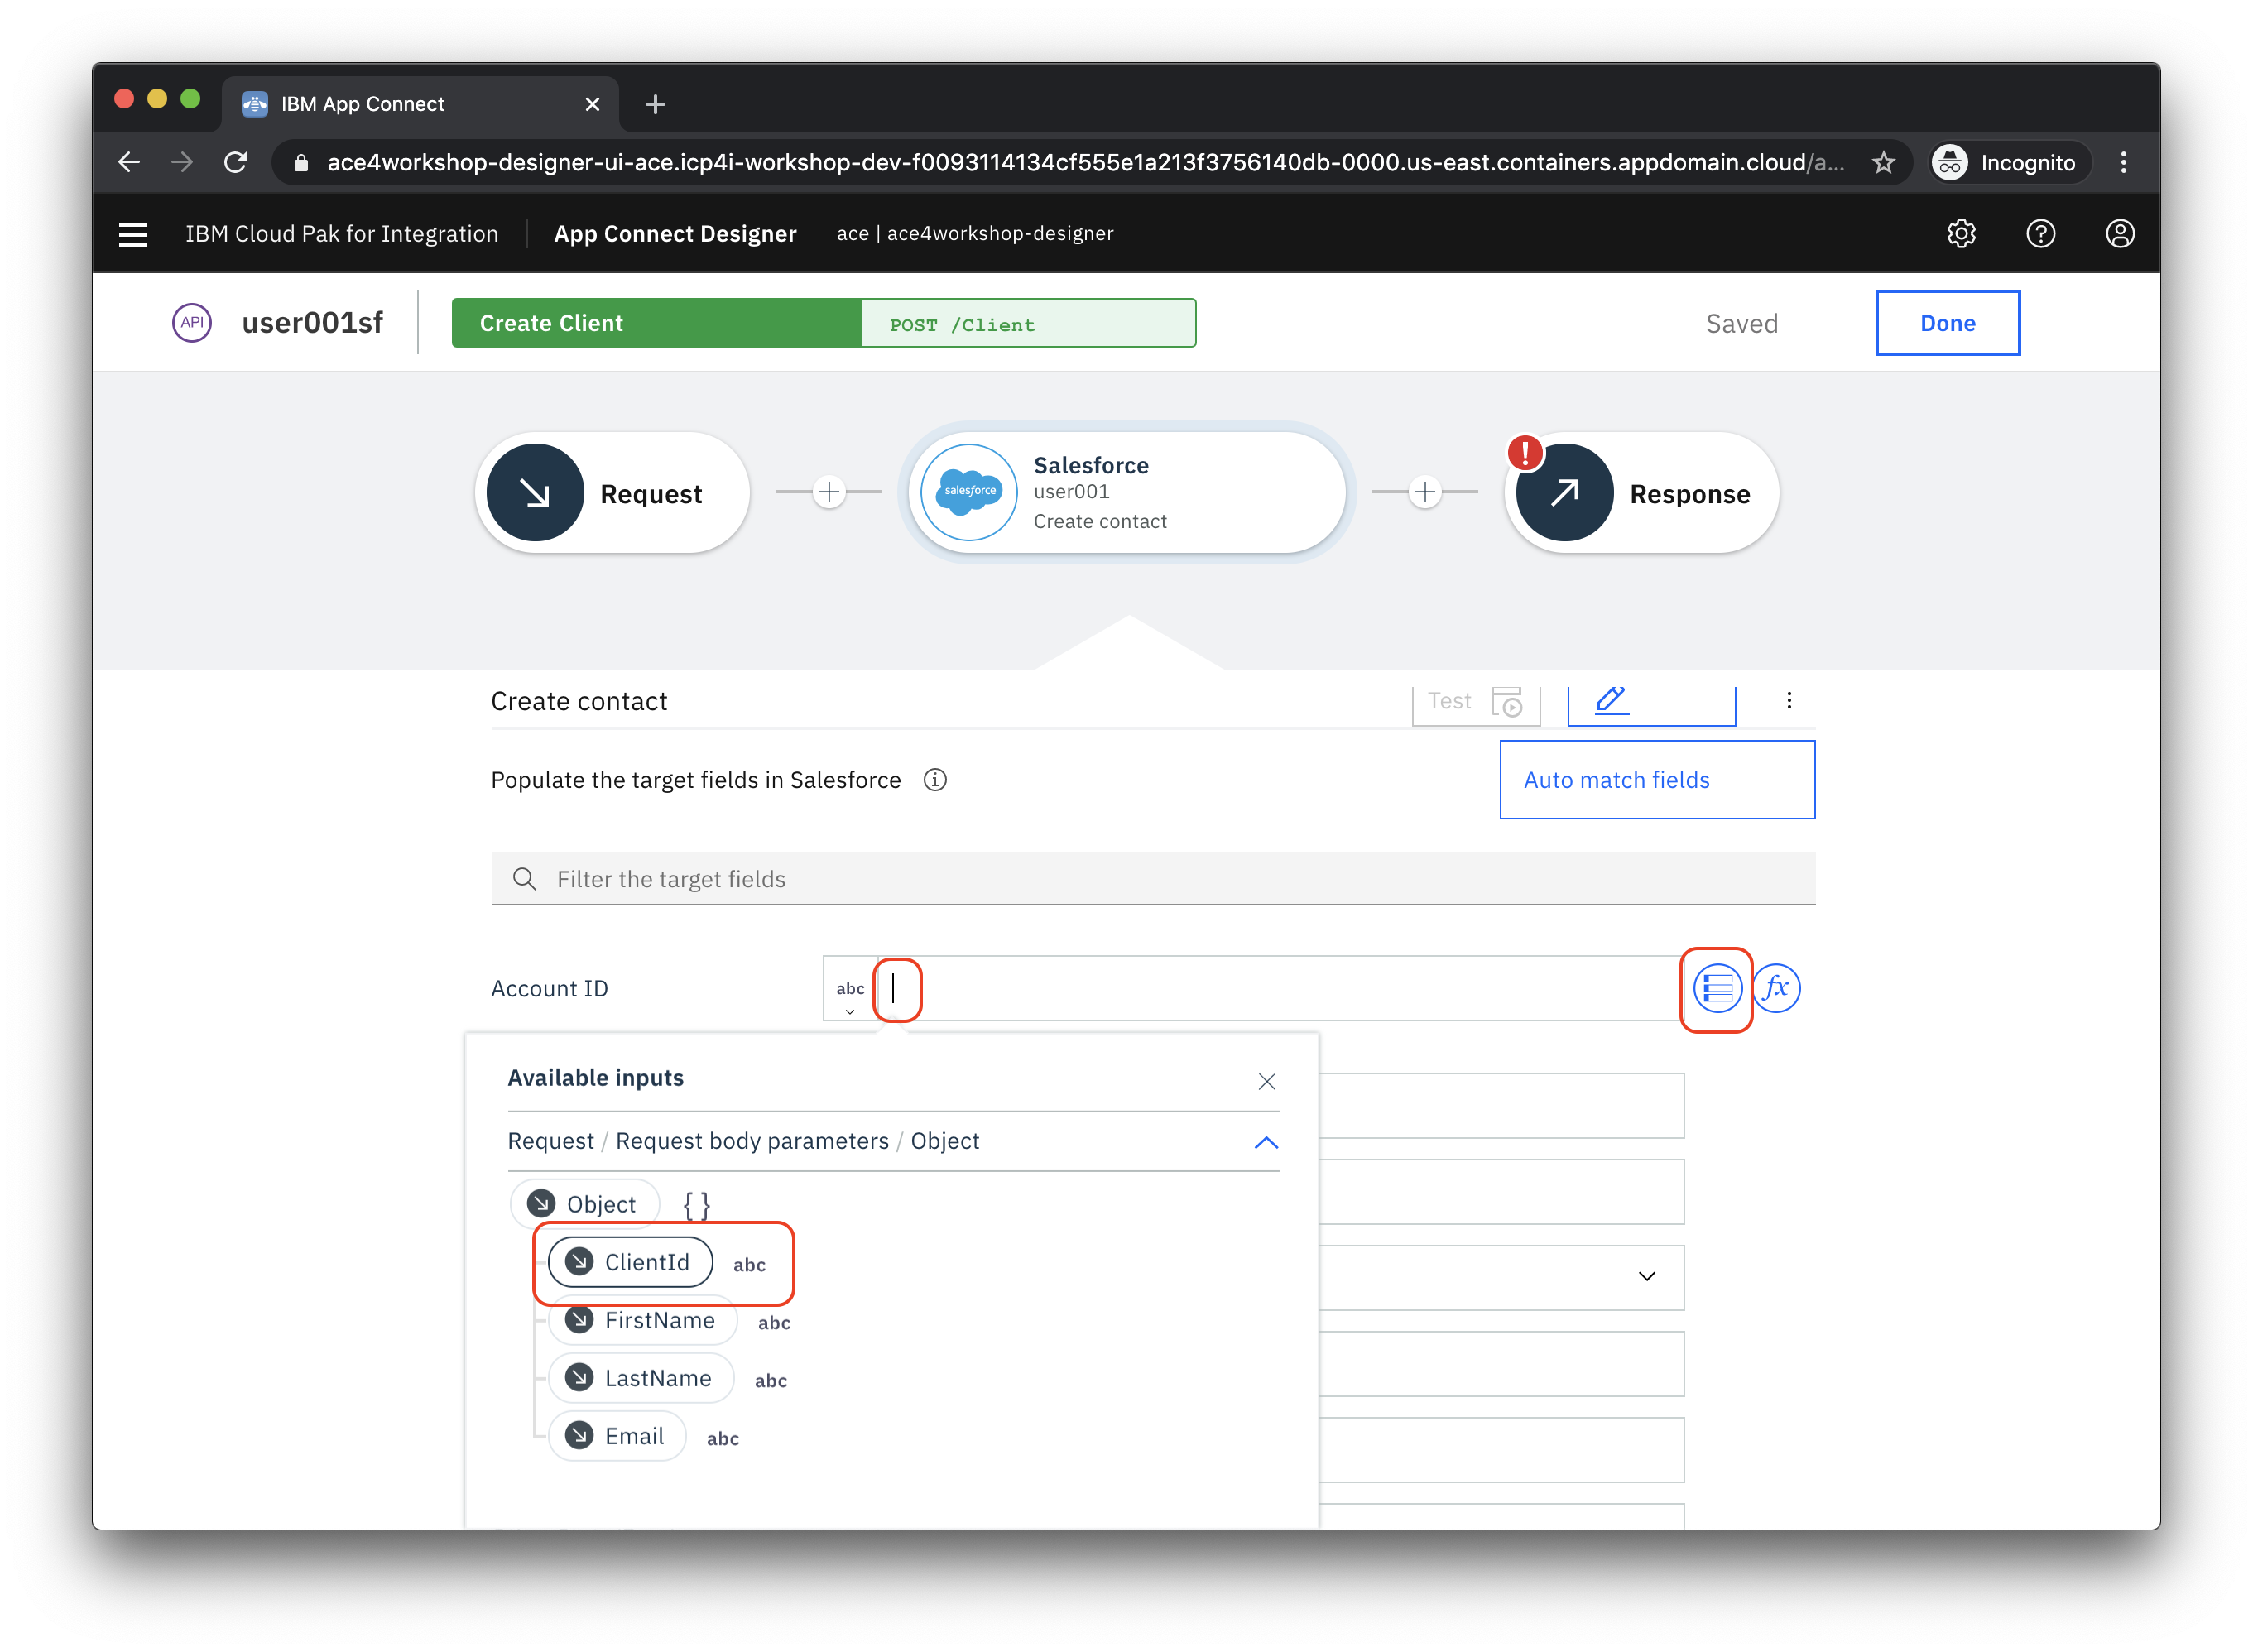 IBM App Connect
ace4workshop-designer-ui-ace.icp4i-workshop-dev-f0093114134cf555e1a213f3756140db-0000.us-east.containers.appdomain.cloud/a...
Incognito
IBM Cloud Pak for Integration
App Connect Designer
ace | ace4workshop-designer
API
user001sf
Create Client
POST /Client
Saved
Done
Request
salesforce
Salesforce
user001
Create contact
!
Response
Create contact
Test
Populate the target fields in Salesforce
Auto match fields
Filter the target fields
Account ID
abc
fx
Available inputs
Request / Request body parameters / Object
Object { }
ClientId abc
FirstName abc
LastName abc
Email abc